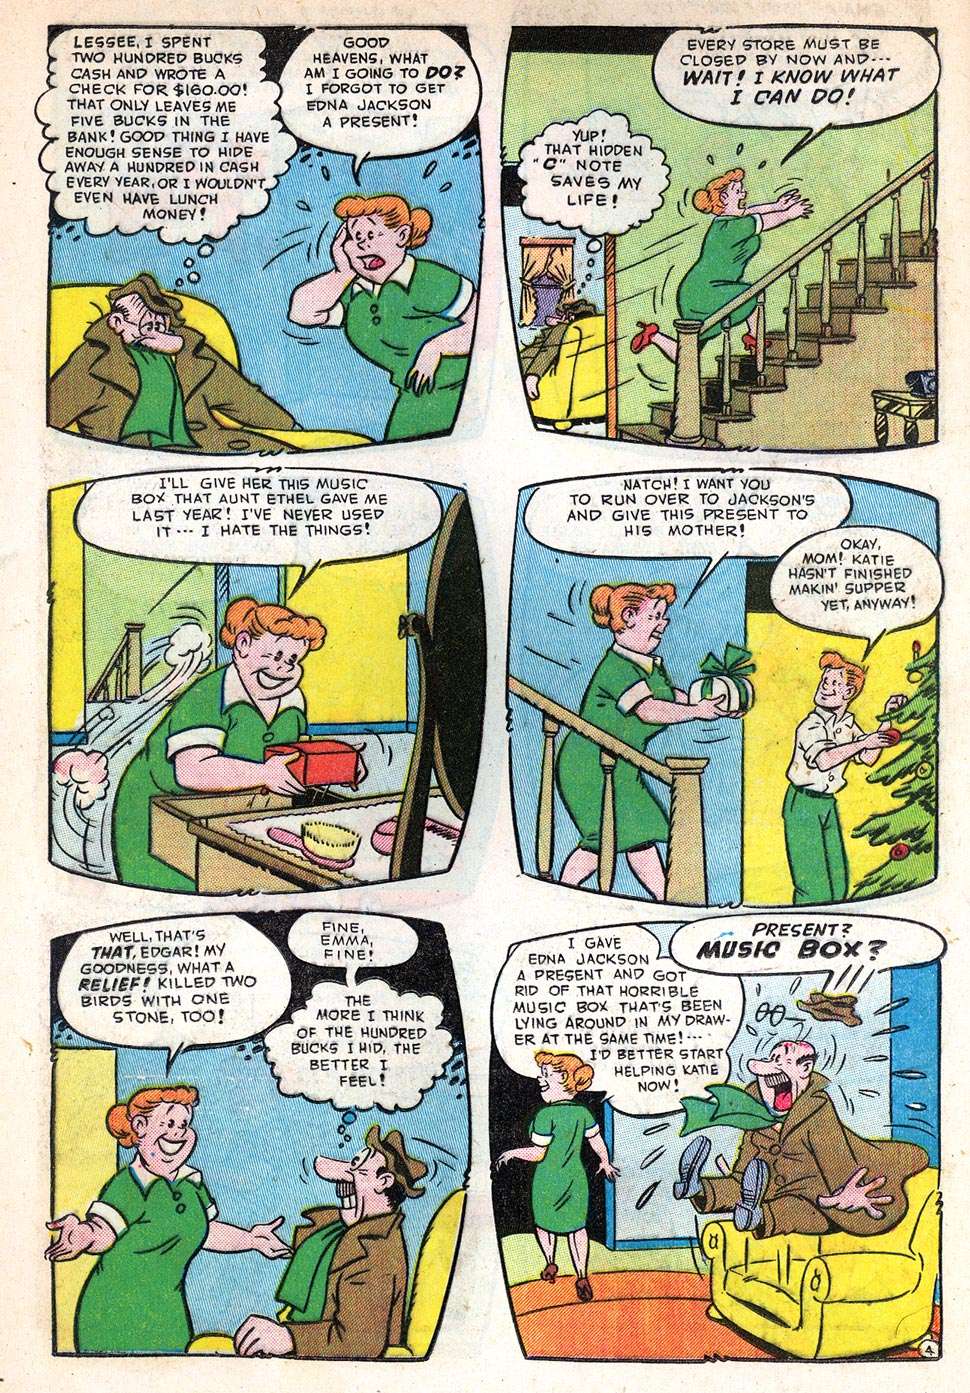 LESSEE, I SPENT
TWO HUNDRED BUCKS
CASH AND WROTE A
CHECK FOR $160.00!
THAT ONLY LEAVES ME
FIVE BUCKS IN THE
BANK! GOOD THING I HAVE
ENOUGH SENSE TO HIDE
AWAY A HUNDRED IN CASH
EVERY YEAR, OR I WOULDN'T
EVEN HAVE LUNCH
MONEY!
GOOD
HEAVENS, WHAT
AM I GOING TO DO?
I FORGOT TO GET
EDNA JACKSON
A PRESENT!
EVERY STORE MUST BE
CLOSED BY NOW AND---
WAIT! I KNOW WHAT
I CAN DO!
YUP!
THAT HIDDEN
"C" NOTE
SAVES MY
LIFE!
I'LL GIVE HER THIS MUSIC
BOX THAT AUNT ETHEL GAVE ME
LAST YEAR! I'VE NEVER USED
IT --- I HATE THE THINGS!
NATCH! I WANT YOU
TO RUN OVER TO JACKSON'S
AND GIVE THIS PRESENT TO
HIS MOTHER!
OKAY,
MOM! KATIE
HASN'T FINISHED
MAKIN' SUPPER
YET, ANYWAY!
WELL, THAT'S
THAT, EDGAR! MY
GOODNESS, WHAT A
RELIEF! KILLED TWO
BIRDS WITH ONE
STONE, TOO!
FINE,
EMMA,
FINE!
THE
MORE I THINK
OF THE HUNDRED
BUCKS I HID, THE
BETTER I
FEEL!
I GAVE
EDNA JACKSON
A PRESENT AND GOT
RID OF THAT HORRIBLE
MUSIC BOX THAT'S BEEN
LYING AROUND IN MY DRAW-
ER AT THE SAME TIME!---
I'D BETTER START
HELPING KATIE
NOW!
PRESENT?
MUSIC BOX?
4